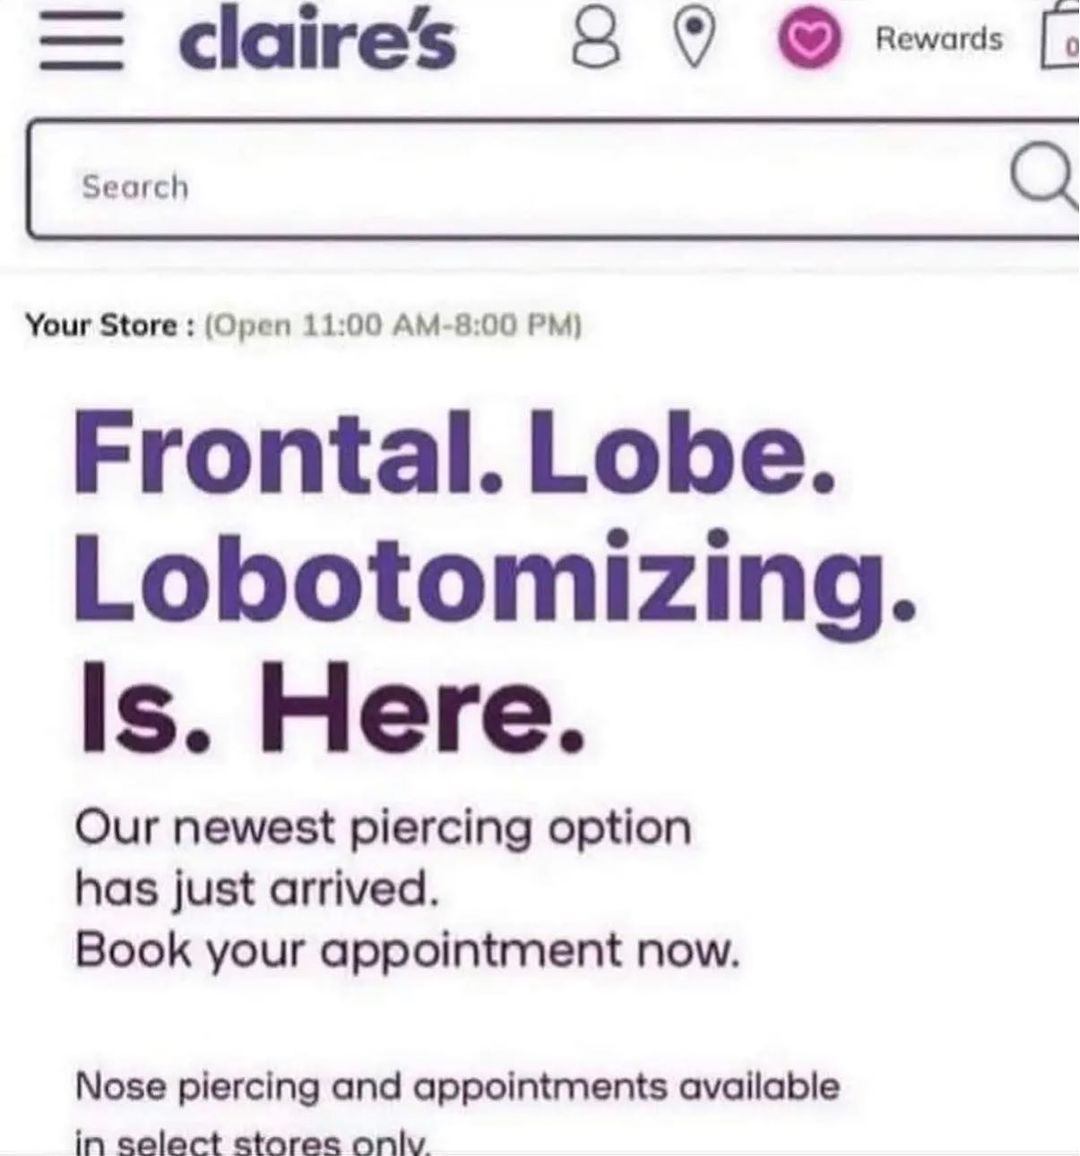 claire's
Rewards
0
Search
Your Store : (Open 11:00 AM-8:00 PM)
Frontal. Lobe.
Lobotomizing.
Is. Here.
Our newest piercing option
has just arrived.
Book your appointment now.
Nose piercing and appointments available
in select stores only.